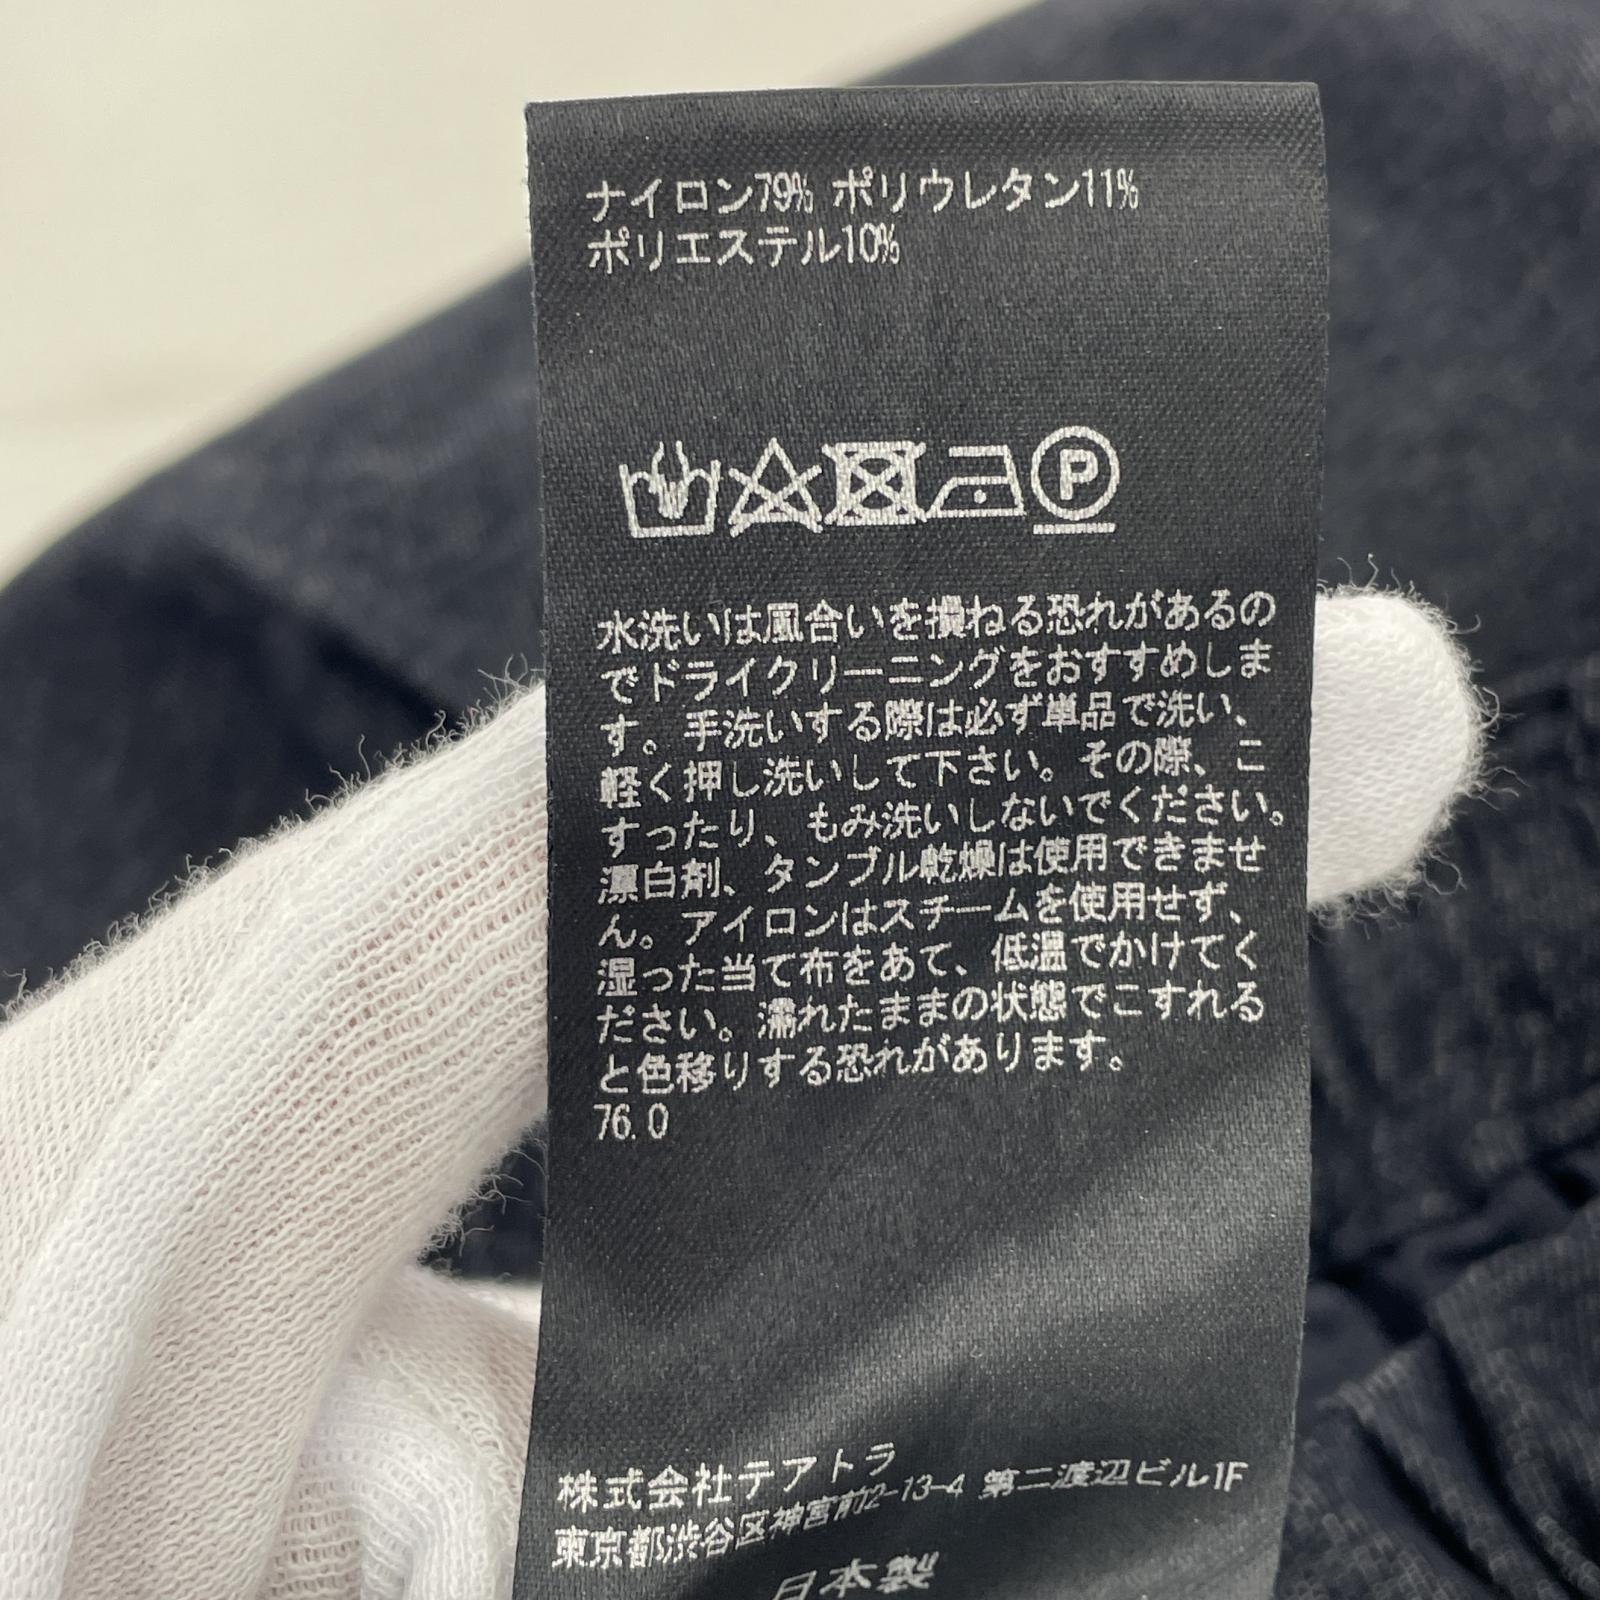 ナイロン79% ポリウレタン11%
ポリエステル10%
P
水洗いは風合いを損ねる恐れがあるの
でドライクリーニングをおすすめしま
す。手洗いする際は必ず単品で洗い、
軽く押し洗いして下さい。その際、こ
すったり、もみ洗いしないでください。
漂白剤、タンブル乾燥は使用できませ
ん。アイロンはスチームを使用せず、
湿った当て布をあて、低温でかけてく
ださい。濡れたままの状態でこすれる
と色移りする恐れがあります。
76.0
株式会社テアトラ
東京都渋谷区神宮前2-13-4 第二渡辺ビル1F
日本製